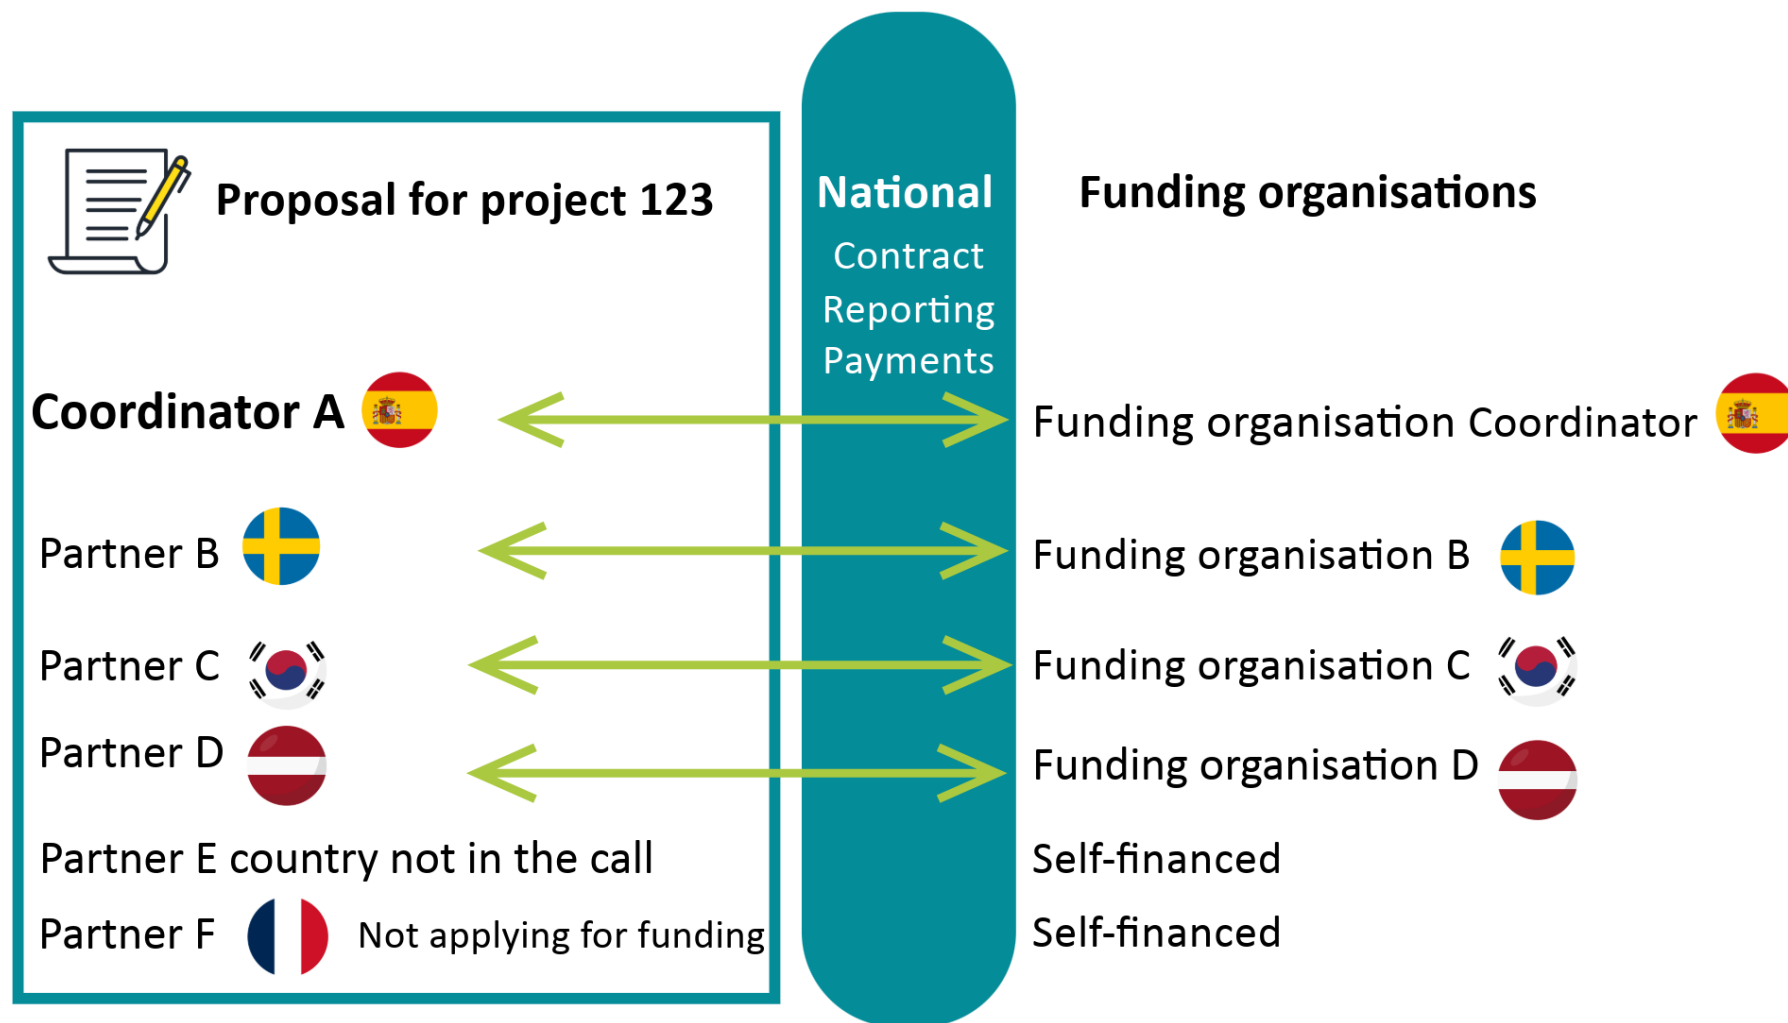 Proposal for project 123
National
Contract
Reporting
Payments
Funding organisations
Coordinator A
Funding organisation Coordinator
Partner B
Funding organisation B
Partner C
Funding organisation C
Partner D
Funding organisation D
Partner E country not in the call
Self-financed
Partner F
Not applying for funding
Self-financed